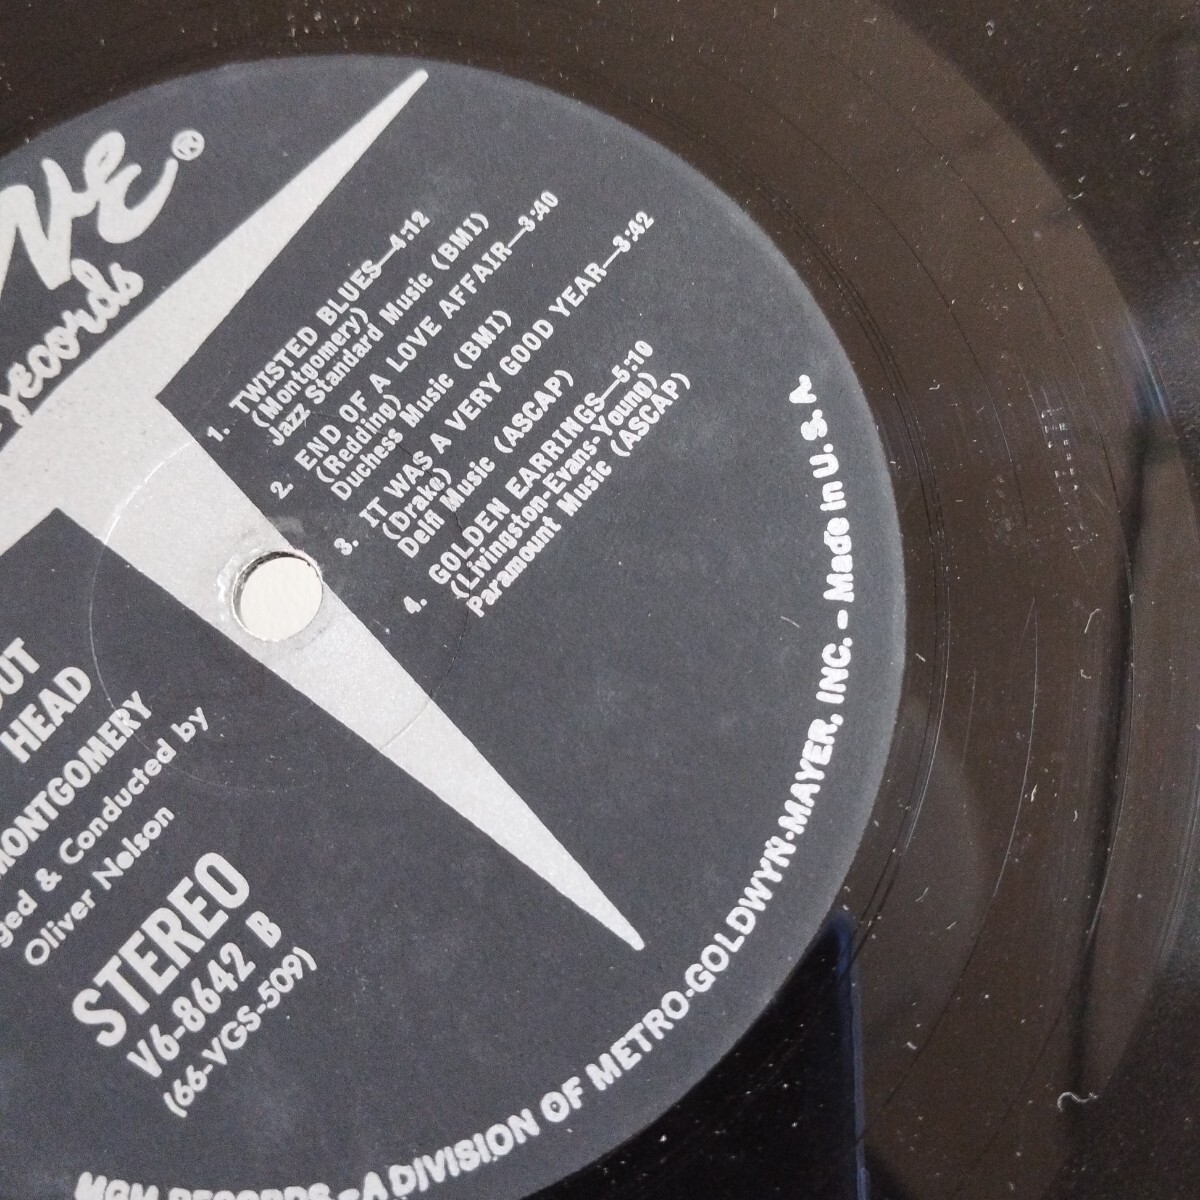 Records
1. TWISTED BLUES—4:12
(Montgomery)
Jazz Standard Music (BMI)
2. END OF A LOVE AFFAIR—3:40
(Redding)
Duchess Music (BMI)
3. IT WAS A VERY GOOD YEAR—3:42
(Drake)
Delfi Music (ASCAP)
4. GOLDEN EARRINGS—5:10
(Livingston-Evans-Young)
Paramount Music (ASCAP)
HEAD
MONTGOMERY
& Conducted by
Oliver Nelson
STEREO
V6-8642 B
(66-VGS-509)
MGM RECORDS - A DIVISION OF METRO-GOLDWYN-MAYER, INC. - Made in U.S.A.